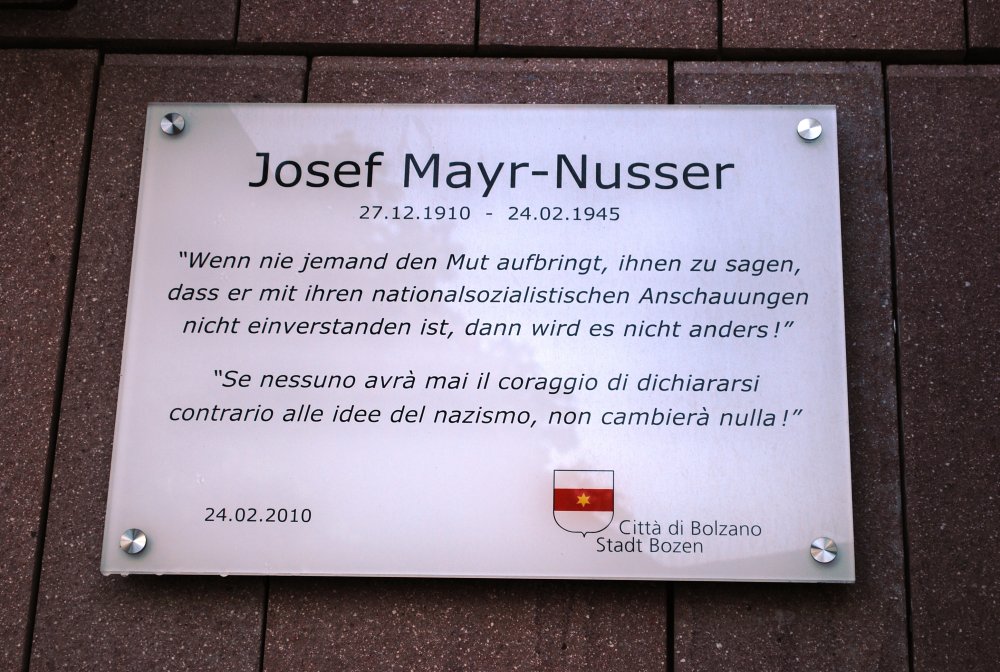 Josef Mayr-Nusser
27.12.1910 - 24.02.1945
“Wenn nie jemand den Mut aufbringt, ihnen zu sagen,
dass er mit ihren nationalsozialistischen Anschauungen
nicht einverstanden ist, dann wird es nicht anders!”
“Se nessuno avrà mai il coraggio di dichiararsi
contrario alle idee del nazismo, non cambierà nulla!”
24.02.2010
Città di Bolzano
Stadt Bozen